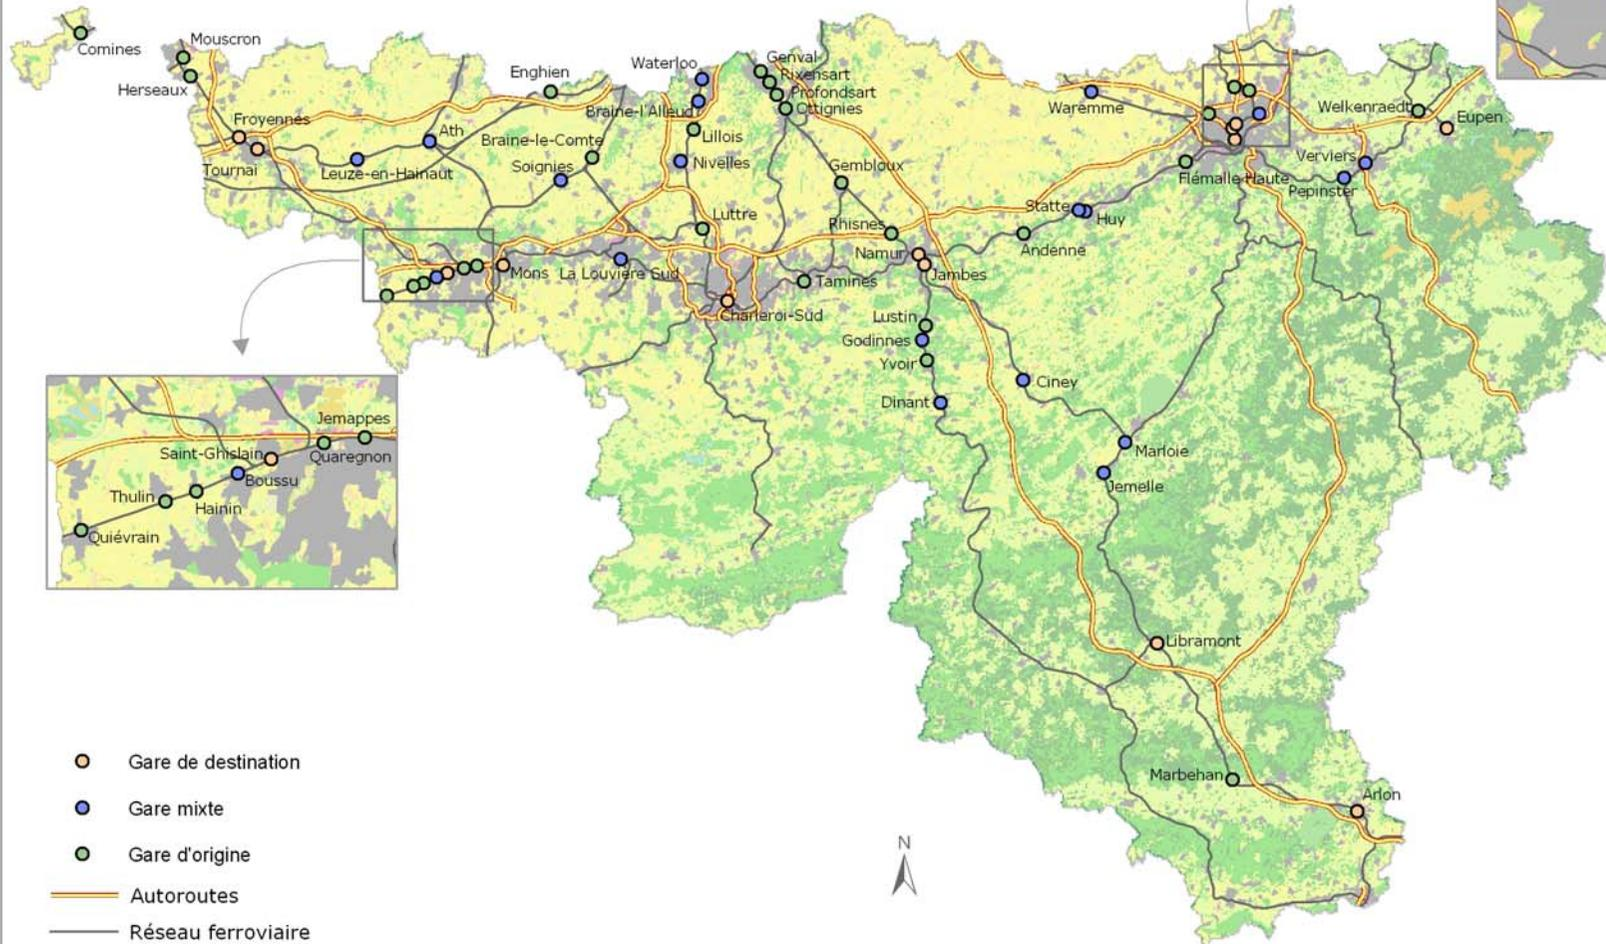 Comines
Mouscron
Herseaux
Froyennes
Tournai
Leuze-en-Hainaut
Ath
Enghien
Braine-le-Comte
Soignies
Waterloo
Braine-l'Alleud
Lillois
Nivelles
Luttre
Genval
Rixensart
Profondsart
Ottignies
Gembloux
Rhisnes
Namur
Jambes
Mons
La Louvière Sud
Charleroi-Sud
Tamines
Lustin
Godinnes
Yvoir
Dinant
Andenne
Statte
Huy
Waremme
Flémalle-Haute
Pepinster
Verviers
Welkenraedt
Eupen
Ciney
Marloie
Jemelle
Libramont
Marbehan
Arlon
Jemappes
Saint-Ghislain
Quaregnon
Boussu
Thulin
Hainin
Quiévrain
Gare de destination
Gare mixte
Gare d'origine
Autoroutes
Réseau ferroviaire
N